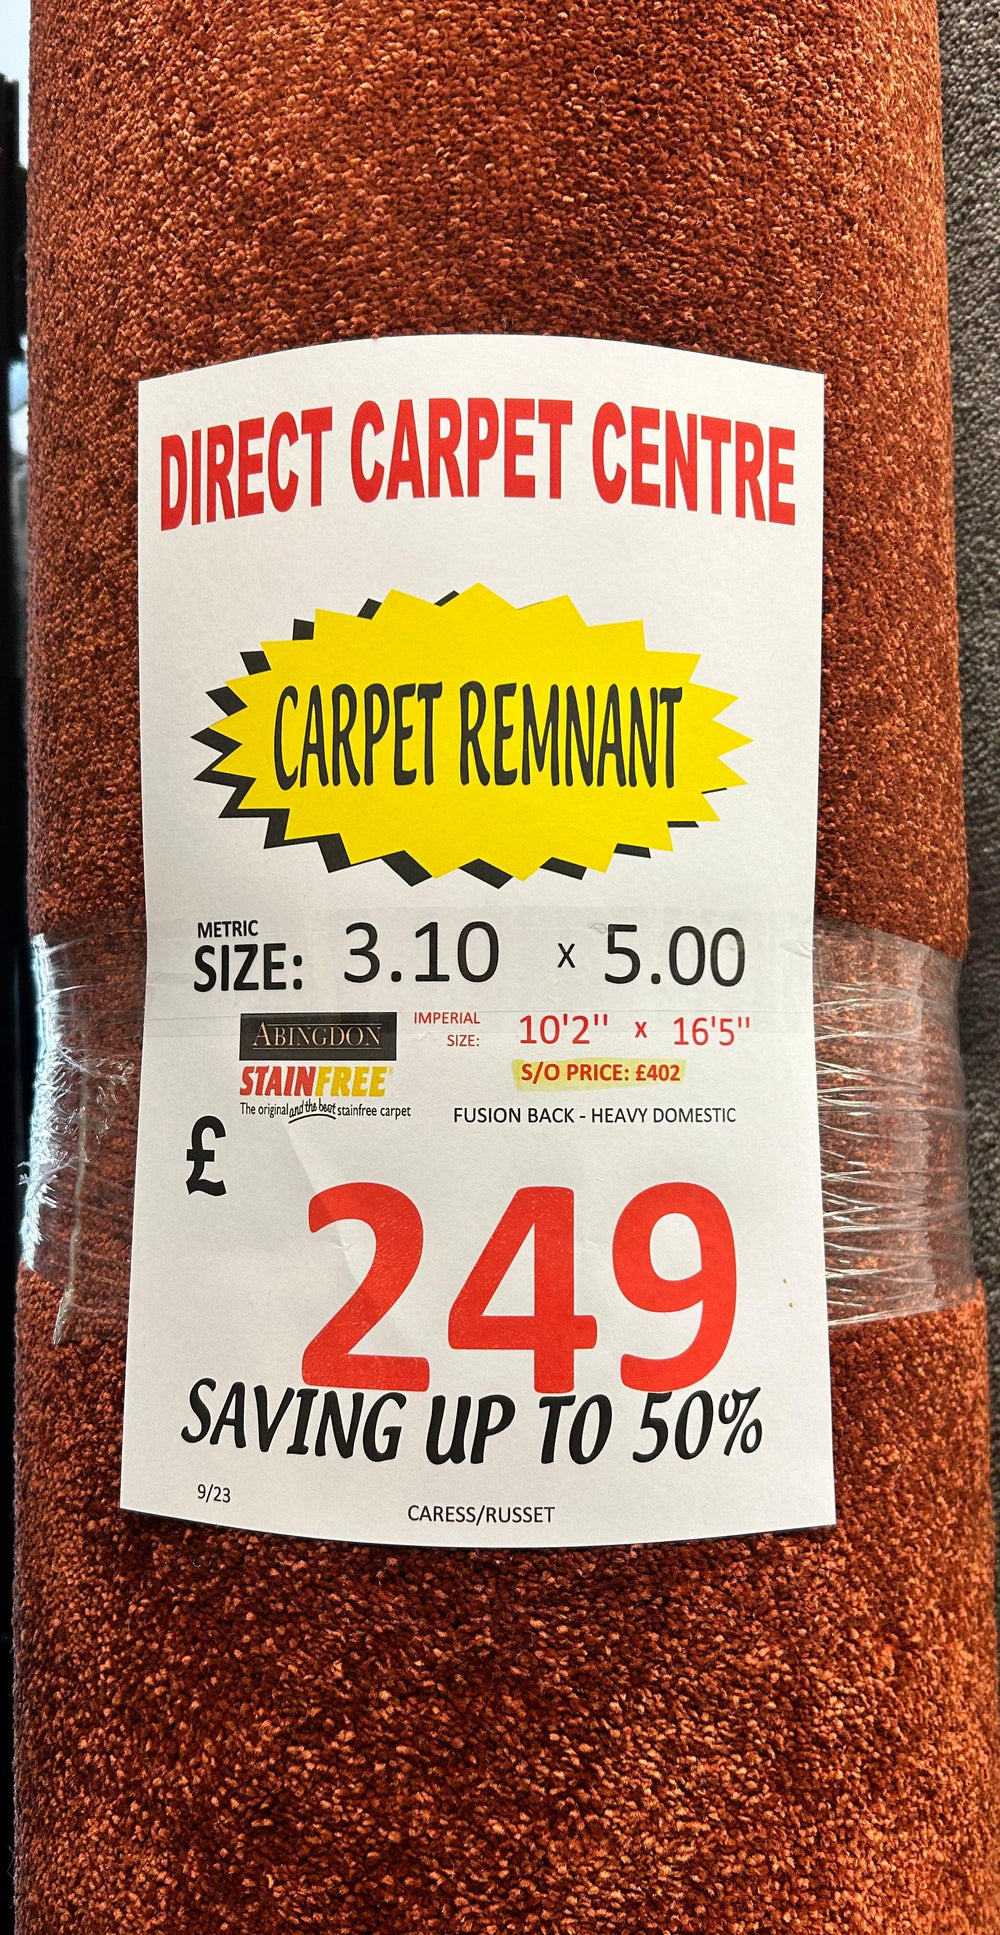 DIRECT CARPET CENTRE
CARPET REMNANT
METRIC
SIZE: 3.10 x 5.00
ABINGDON
STAINFREE
The original and the best stainfree carpet
IMPERIAL
SIZE: 10'2'' x 16'5''
S/O PRICE: £402
FUSION BACK - HEAVY DOMESTIC
£
249
SAVING UP TO 50%
9/23
CARESS/RUSSET